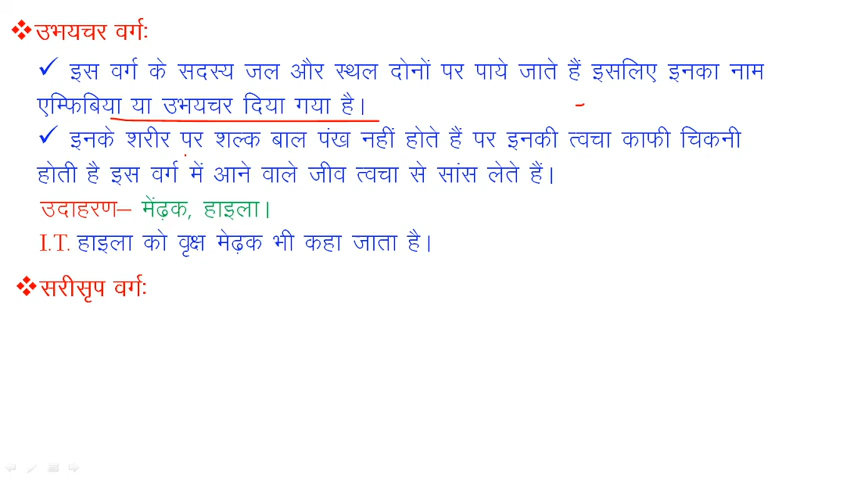 ❖उभयचर वर्ग:
✓ इस वर्ग के सदस्य जल और स्थल दोनों पर पाये जाते हैं इसलिए इनका नाम
एम्फिबिया या उभयचर दिया गया है।
✓ इनके शरीर पर शल्क बाल पंख नहीं होते हैं पर इनकी त्वचा काफी चिकनी
होती है इस वर्ग में आने वाले जीव त्वचा से सांस लेते हैं।
उदाहरण– मेंढ़क, हाइला।
I.T. हाइला को वृक्ष मेढ़क भी कहा जाता है।
❖सरीसृप वर्ग: